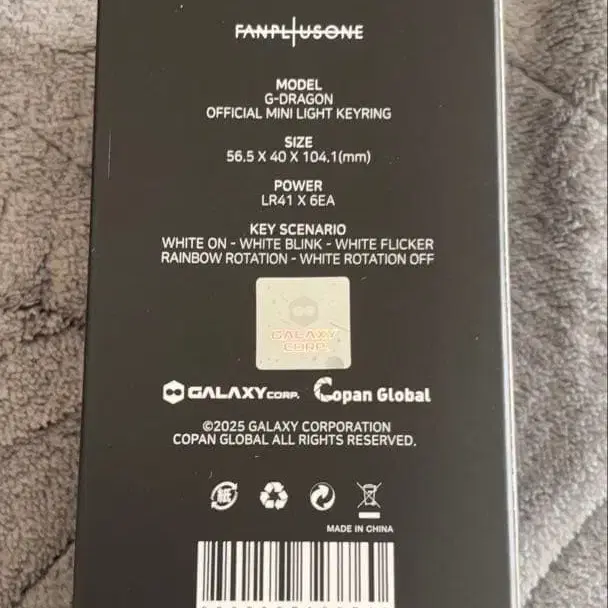 FANPL+USONE
MODEL
G-DRAGON
OFFICIAL MINI LIGHT KEYRING
SIZE
56.5 X 40 X 104.1(mm)
POWER
LR41 X 6EA
KEY SCENARIO
WHITE ON - WHITE BLINK - WHITE FLICKER
RAINBOW ROTATION - WHITE ROTATION OFF
GALAXY
CORP.
GALAXY CORP. Copan Global
©2025 GALAXY CORPORATION
COPAN GLOBAL ALL RIGHTS RESERVED.
MADE IN CHINA